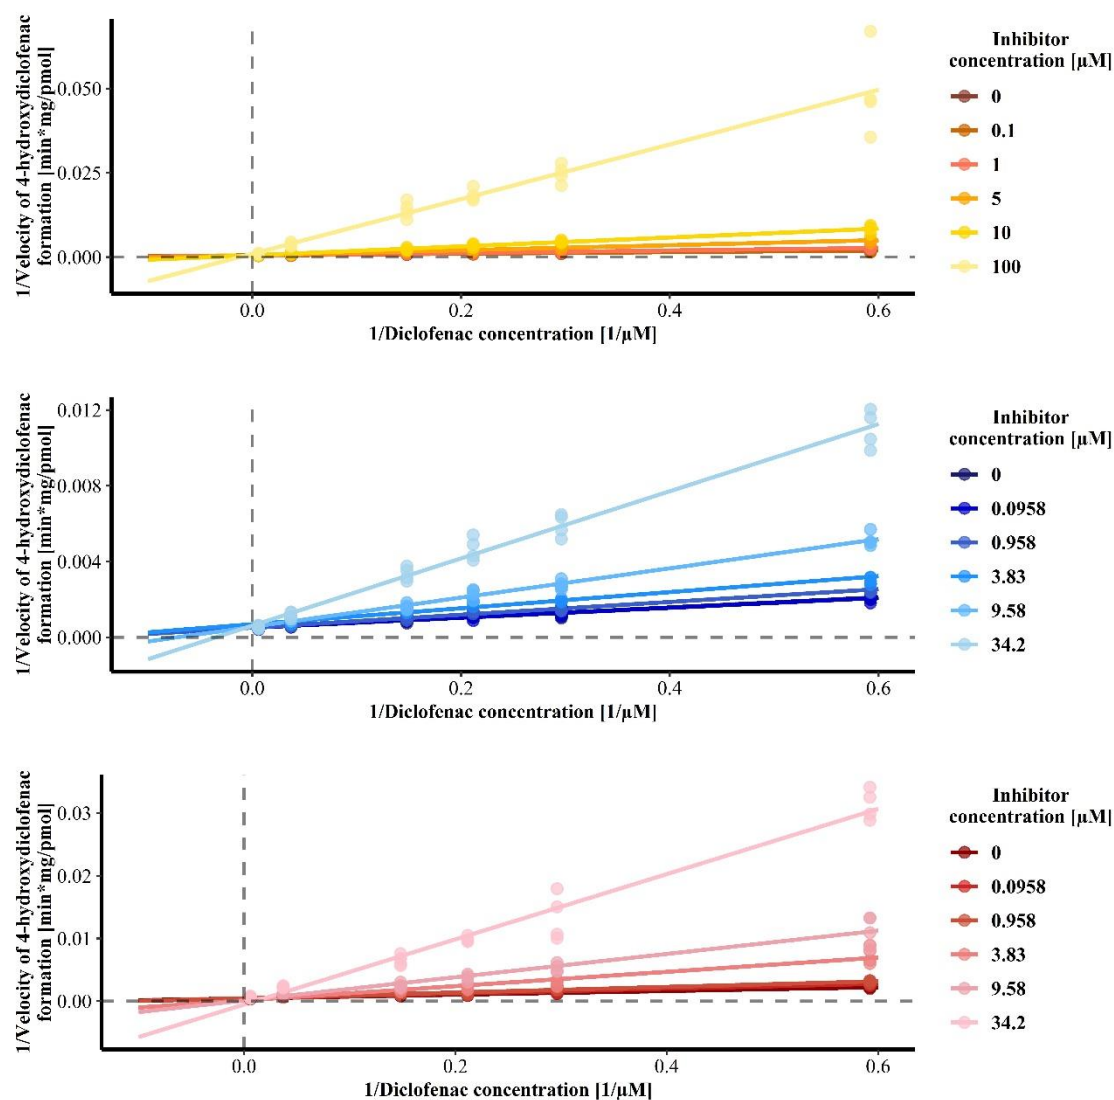 1/Velocity of 4-hydroxydiclofenac
formation [min*mg/pmol]
0.050
0.025
0.000
0.0 0.2 0.4 0.6
1/Diclofenac concentration [1/µM]
Inhibitor
concentration [µM]
0
0.1
1
5
10
100
1/Velocity of 4-hydroxydiclofenac
formation [min*mg/pmol]
0.012
0.008
0.004
0.000
0.0 0.2 0.4 0.6
1/Diclofenac concentration [1/µM]
Inhibitor
concentration [µM]
0
0.0958
0.958
3.83
9.58
34.2
1/Velocity of 4-hydroxydiclofenac
formation [min*mg/pmol]
0.03
0.02
0.01
0.00
0.0 0.2 0.4 0.6
1/Diclofenac concentration [1/µM]
Inhibitor
concentration [µM]
0
0.0958
0.958
3.83
9.58
34.2